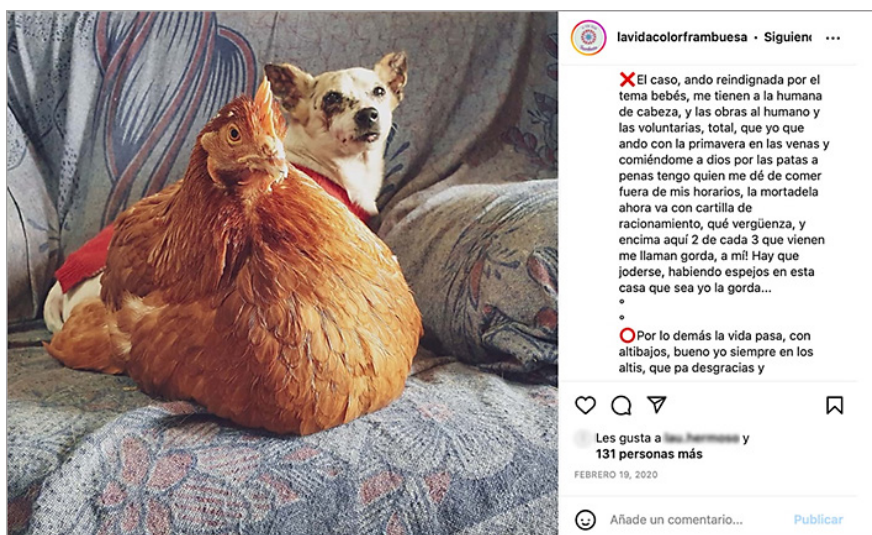 lavidacolorframbuesa • Siguiend ...
❌El caso, ando reindignada por el
tema bebés, me tienen a la humana
de cabeza, y las obras al humano y
las voluntarias, total, que yo que
ando con la primavera en las venas y
comiéndome a dios por las patas a
penas tengo quien me dé de comer
fuera de mis horarios, la mortadela
ahora va con cartilla de
racionamiento, qué vergüenza, y
encima aquí 2 de cada 3 que vienen
me llaman gorda, a mí! Hay que
joderse, habiendo espejos en esta
casa que sea yo la gorda...
°
°
⭕Por lo demás la vida pasa, con
altibajos, bueno yo siempre en los
altis, que pa desgracias y
Les gusta a y
131 personas más
FEBRERO 19, 2020
Añade un comentario... Publicar